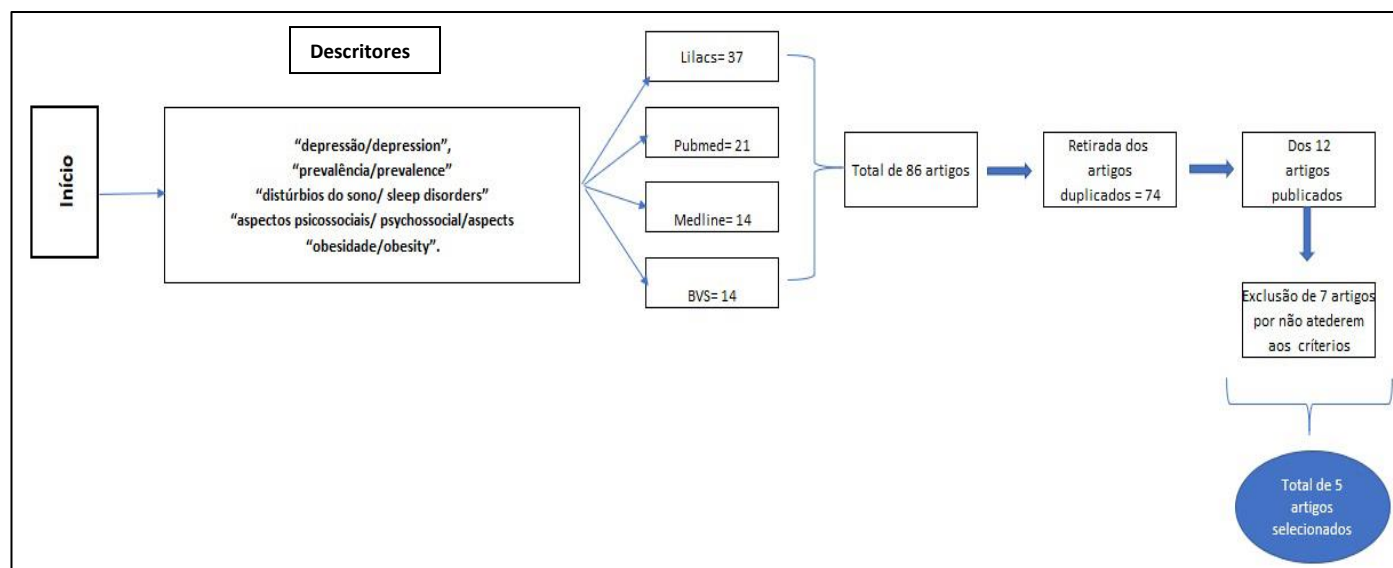 Descritores
Início
“depressão/depression”,
“prevalência/prevalence”
“distúrbios do sono/ sleep disorders”
“aspectos psicossociais/ psychossocial/aspects
“obesidade/obesity”.
Lilacs= 37
Pubmed= 21
Medline= 14
BVS= 14
Total de 86 artigos
Retirada dos
artigos
duplicados = 74
Dos 12
artigos
publicados
Exclusão de 7 artigos
por não atederem
aos críterios
Total de 5
artigos
selecionados